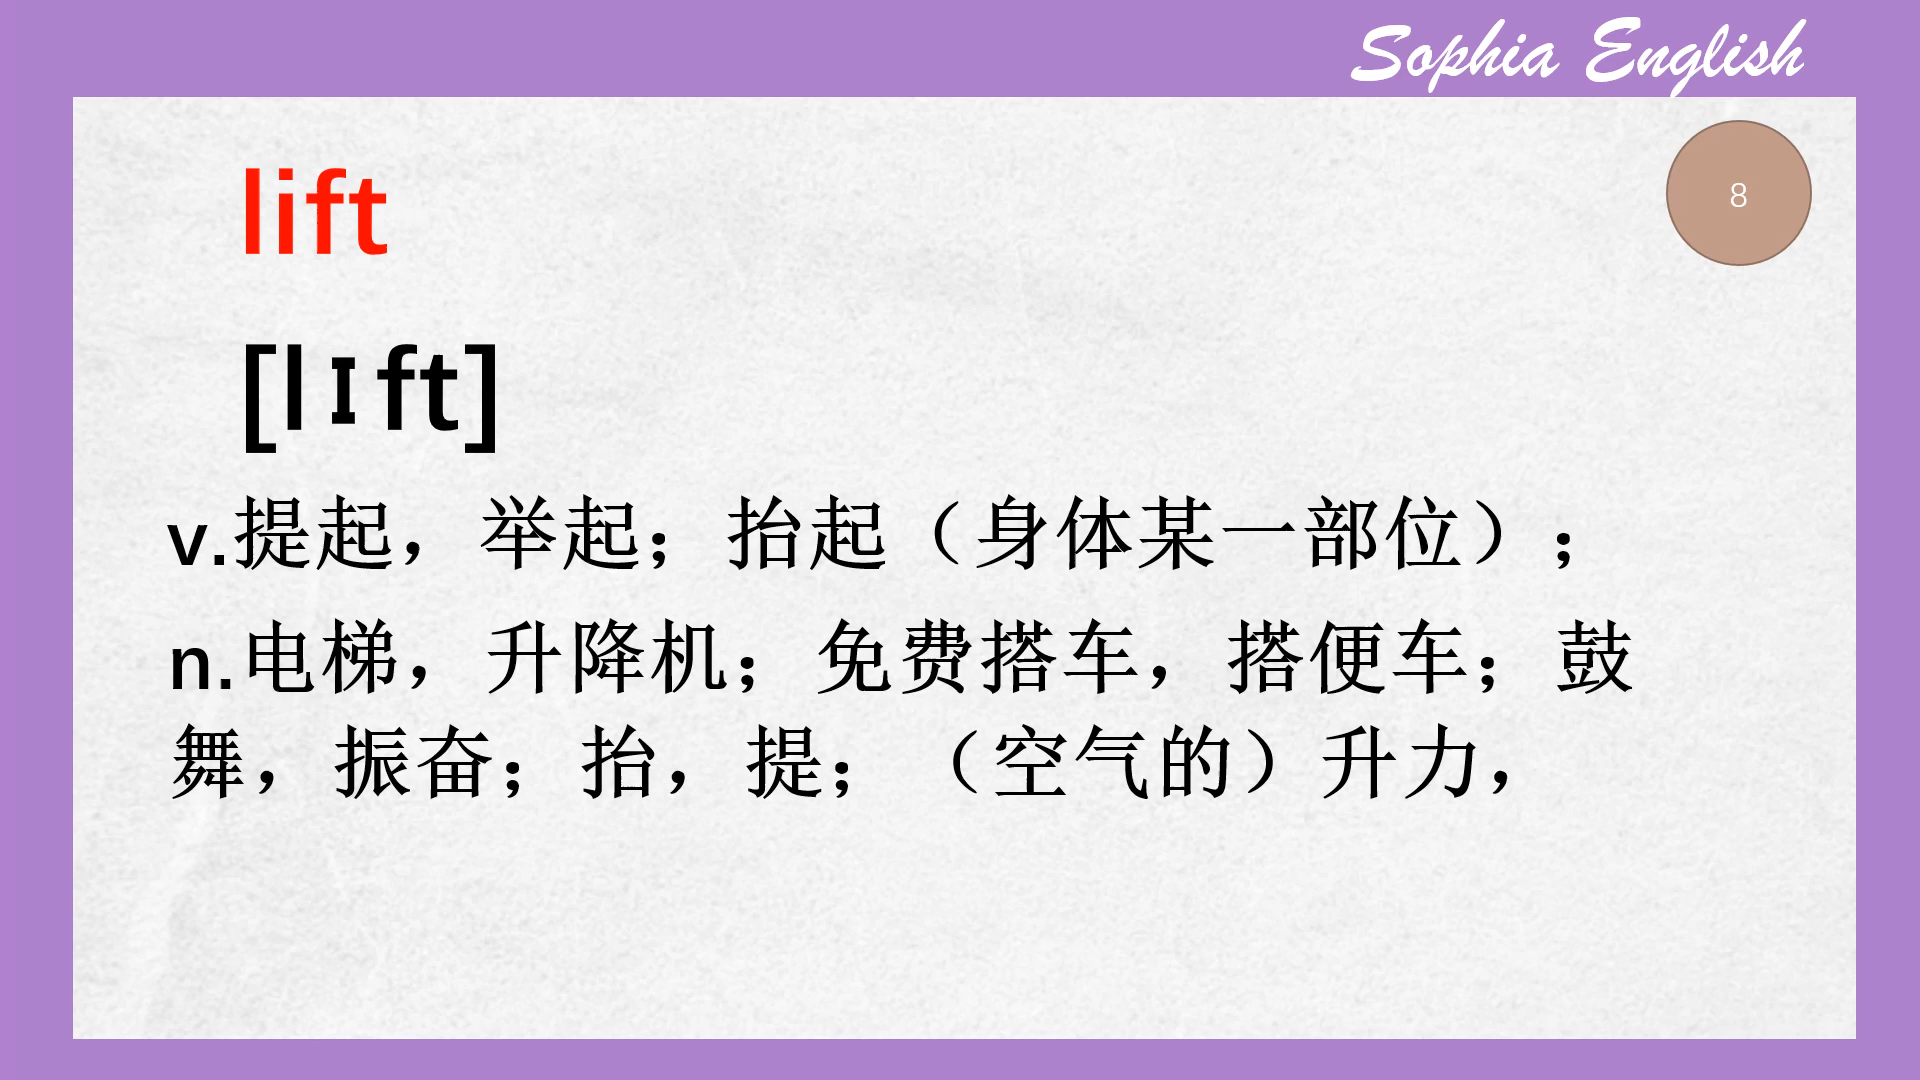 Sophia English
8
lift
[lɪft]
v.提起，举起；抬起（身体某一部位）；
n.电梯，升降机；免费搭车，搭便车；鼓
舞，振奋；抬，提；（空气的）升力，